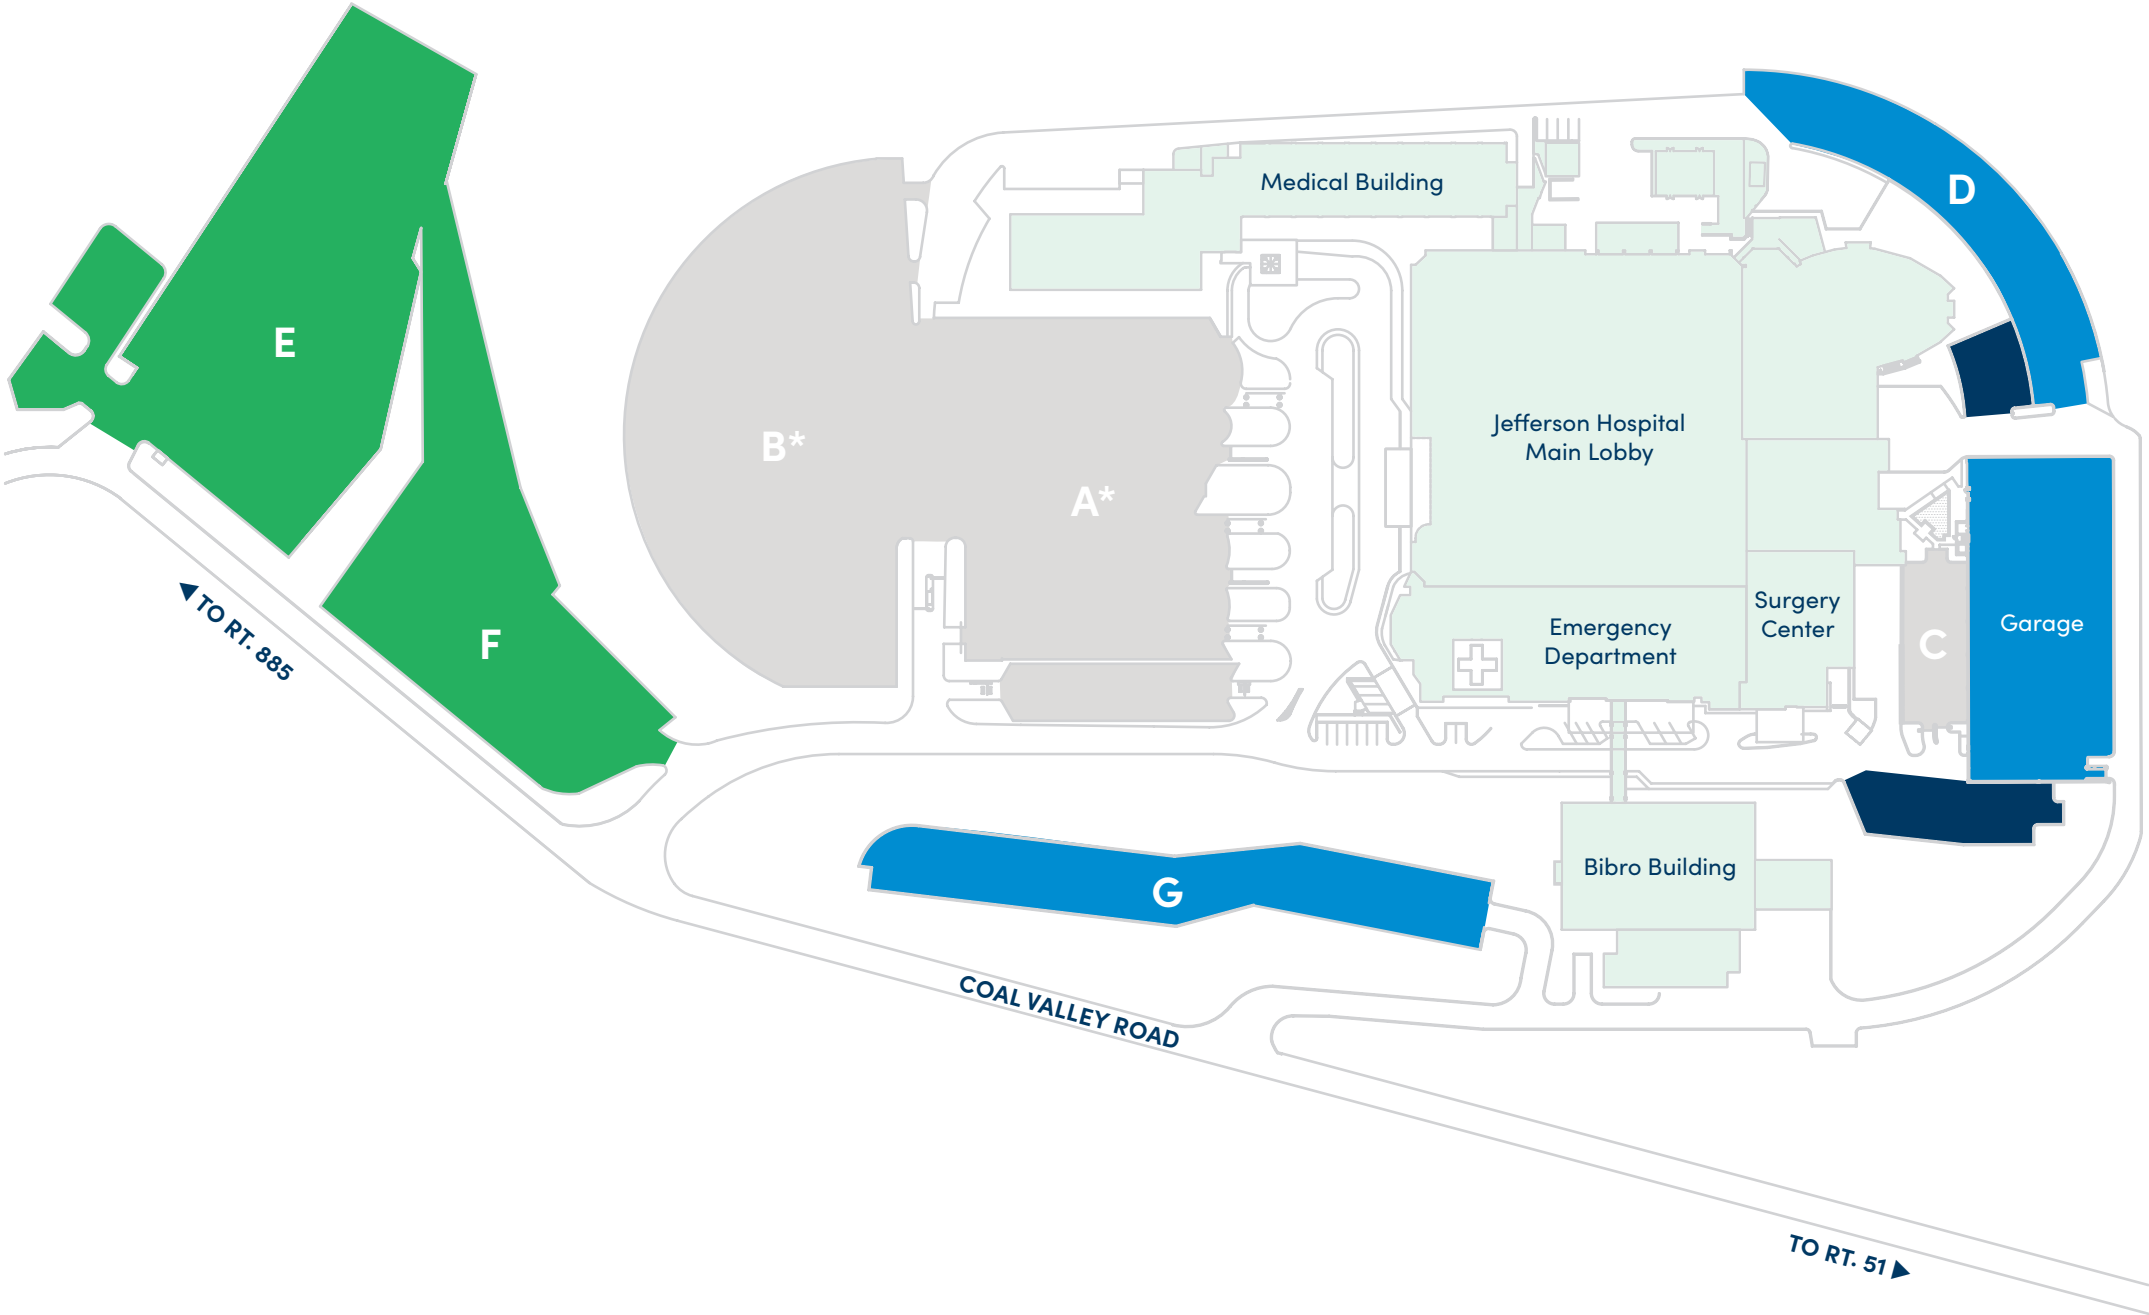 Medical Building
D
E
B*
A*
Jefferson Hospital
Main Lobby
Surgery
Center
Emergency
Department
C
Garage
TO RT. 885
F
G
Bibro Building
COAL VALLEY ROAD
TO RT. 51